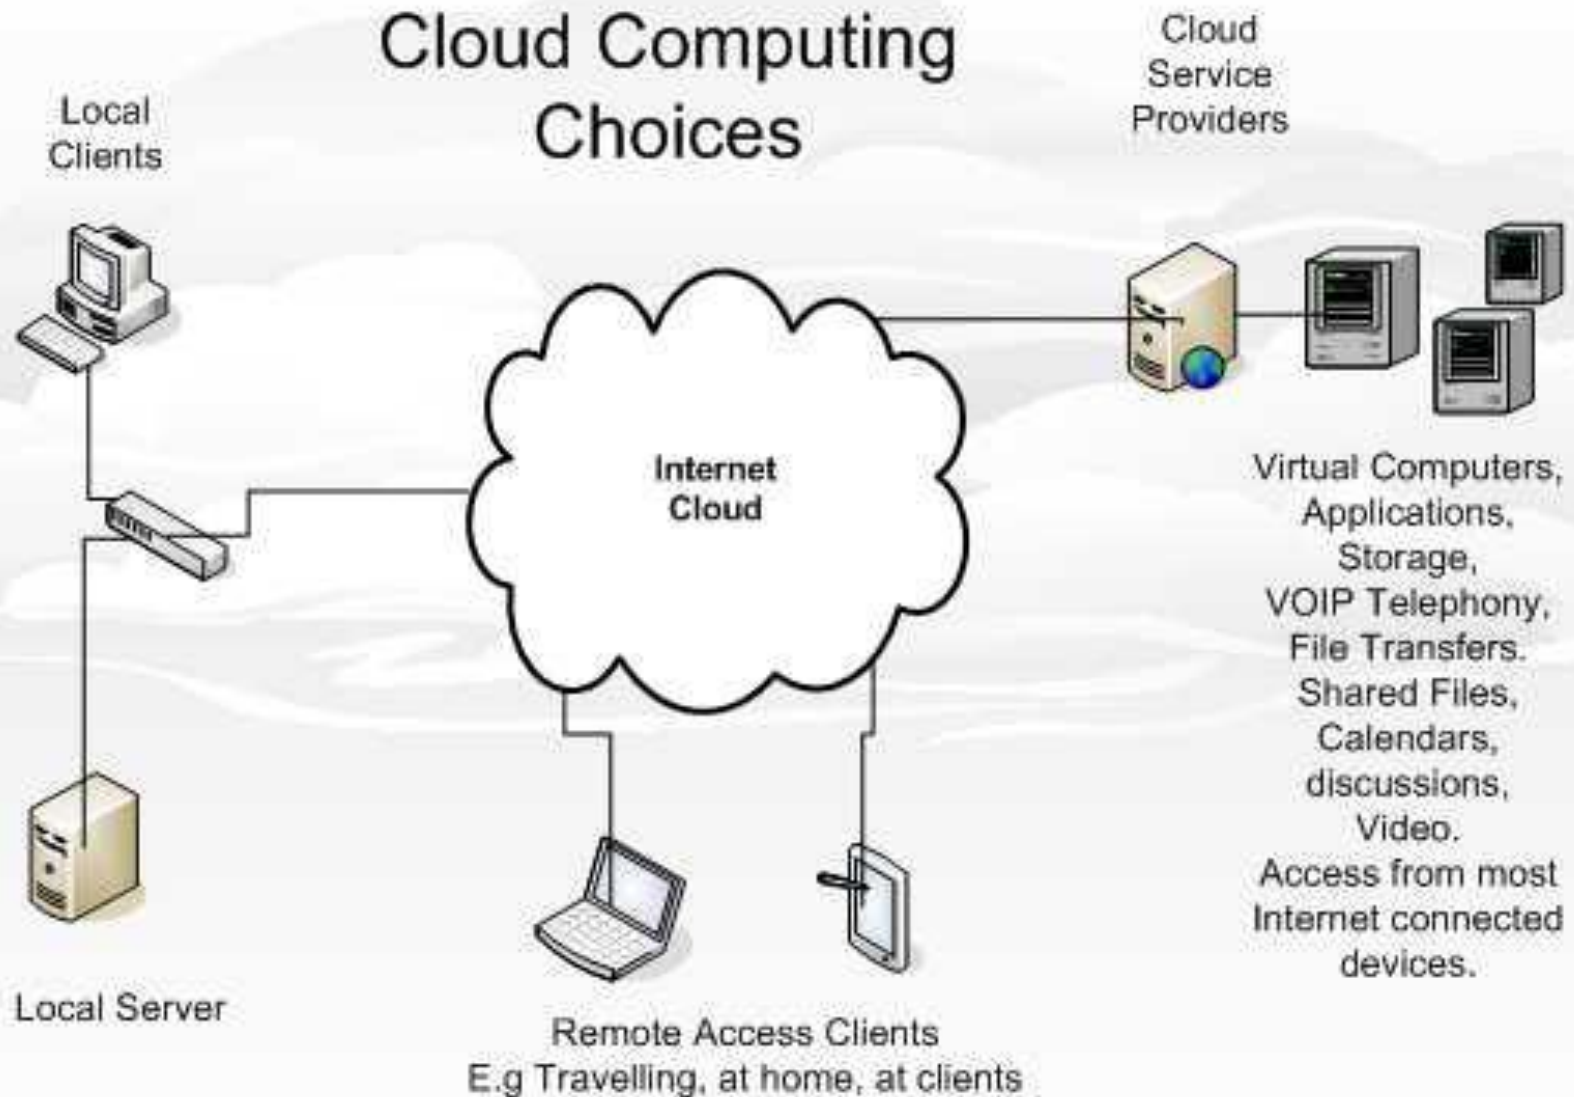 Cloud Computing
Choices
Local
Clients
Cloud
Service
Providers
Internet
Cloud
Virtual Computers,
Applications,
Storage,
VOIP Telephony,
File Transfers.
Shared Files,
Calendars,
discussions,
Video.
Access from most
Internet connected
devices.
Local Server
Remote Access Clients
E.g Travelling, at home, at clients